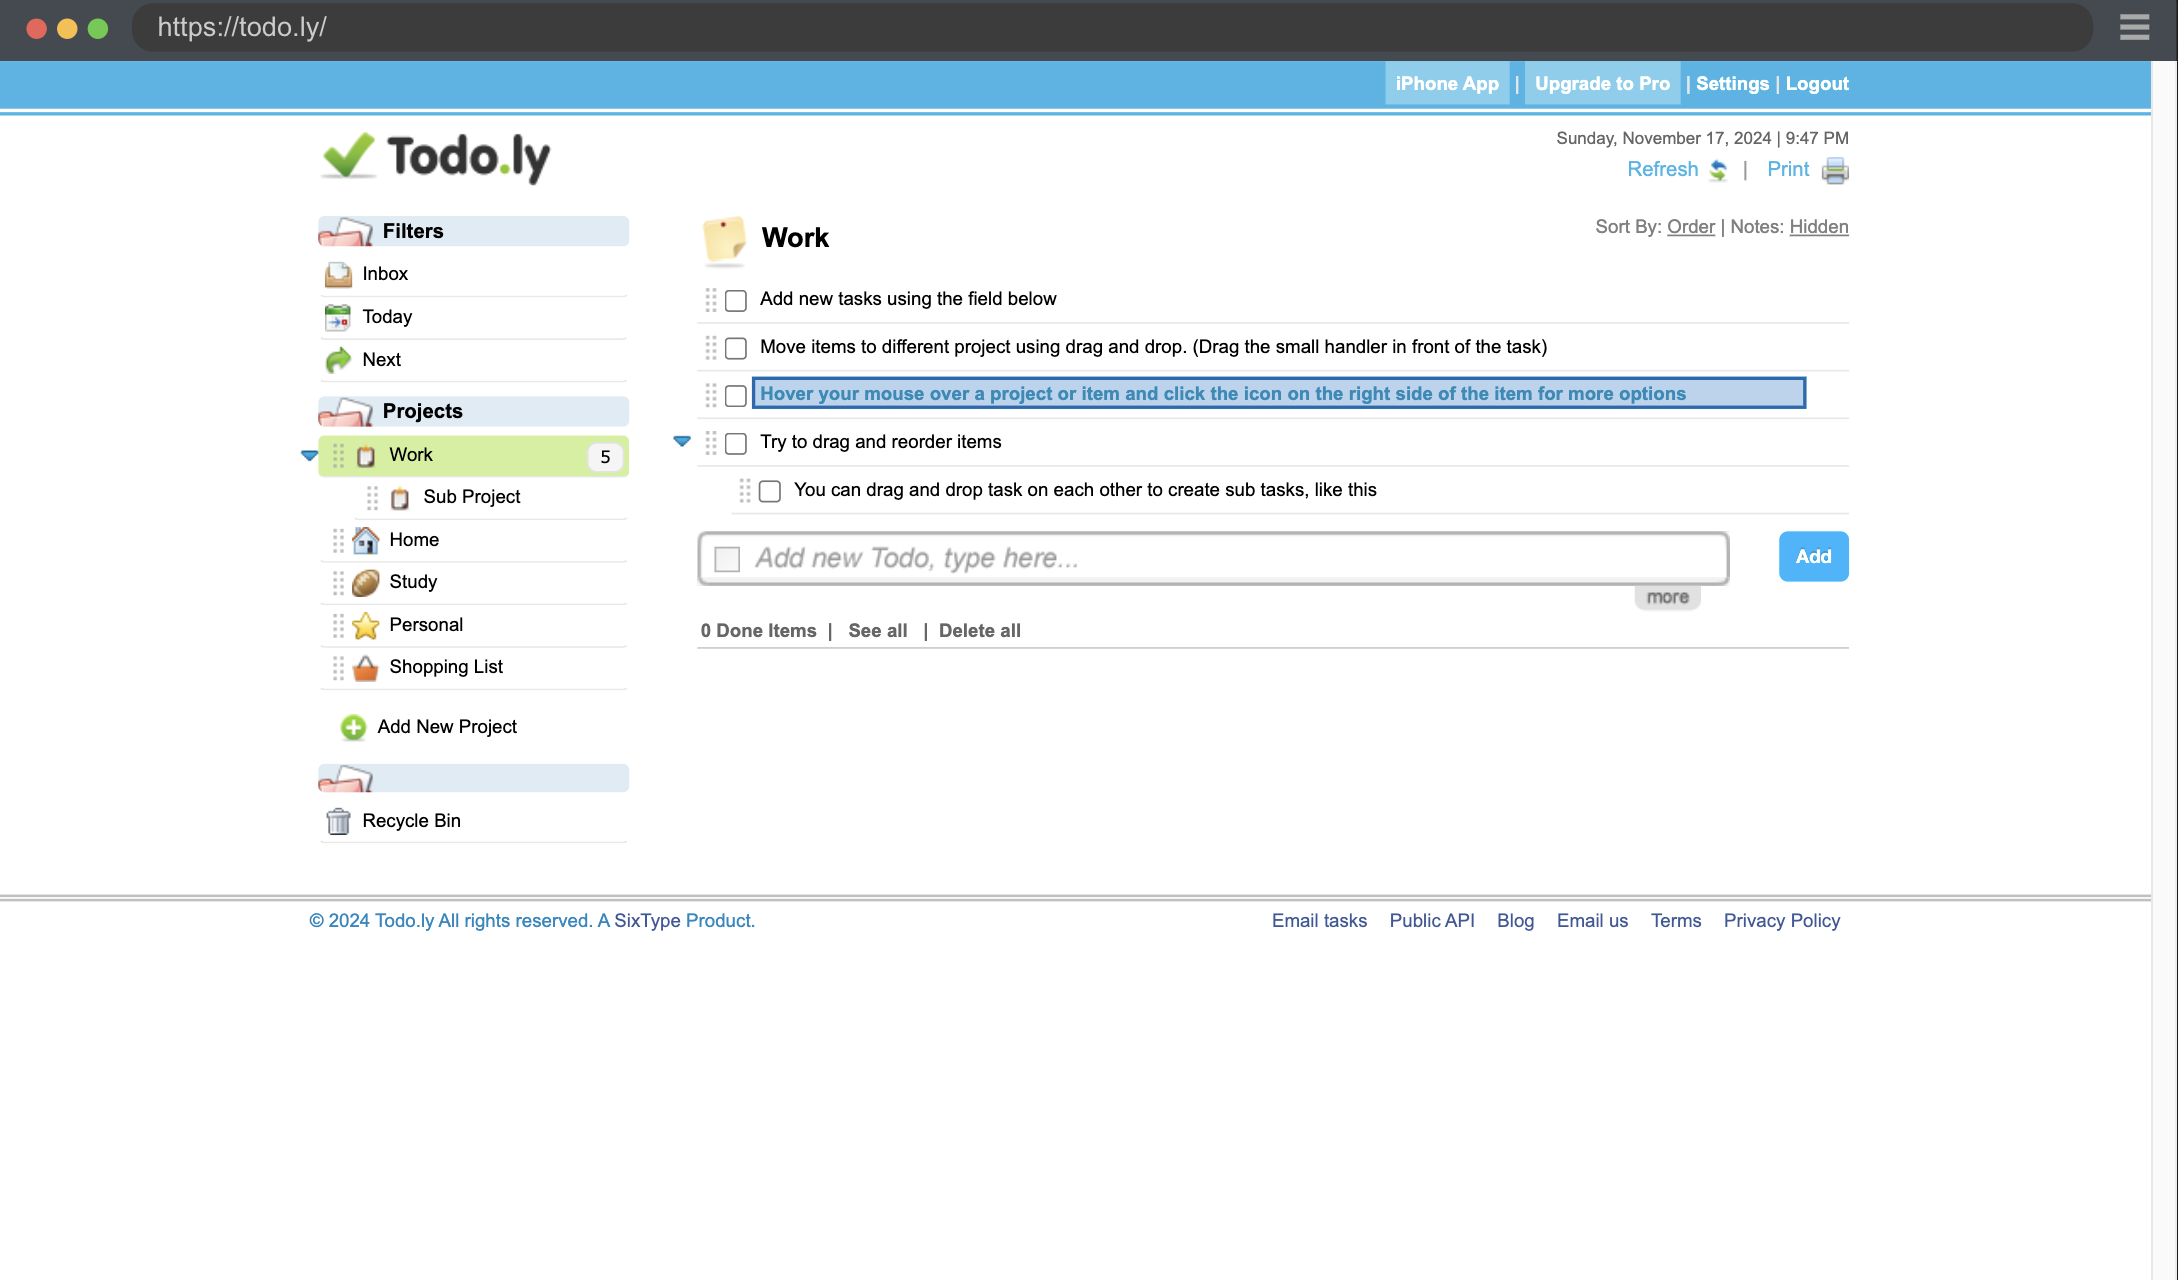 https://todo.ly/
iPhone App | Upgrade to Pro | Settings | Logout
Todo.ly
Sunday, November 17, 2024 | 9:47 PM
Refresh | Print
Filters
Inbox
Today
Next
Projects
Work 5
Sub Project
Home
Study
Personal
Shopping List
Add New Project
Recycle Bin
Work
Sort By: Order | Notes: Hidden
Add new tasks using the field below
Move items to different project using drag and drop. (Drag the small handler in front of the task)
Hover your mouse over a project or item and click the icon on the right side of the item for more options
Try to drag and reorder items
You can drag and drop task on each other to create sub tasks, like this
Add new Todo, type here...
Add
more
0 Done Items | See all | Delete all
© 2024 Todo.ly All rights reserved. A SixType Product.
Email tasks Public API Blog Email us Terms Privacy Policy